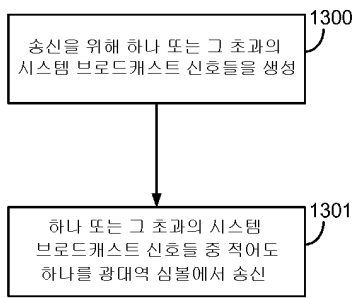 1300
송신을 위해 하나 또는 그 초과의
시스템 브로드캐스트 신호들을 생성
1301
하나 또는 그 초과의 시스템
브로드캐스트 신호들 중 적어도
하나를 광대역 심볼에서 송신